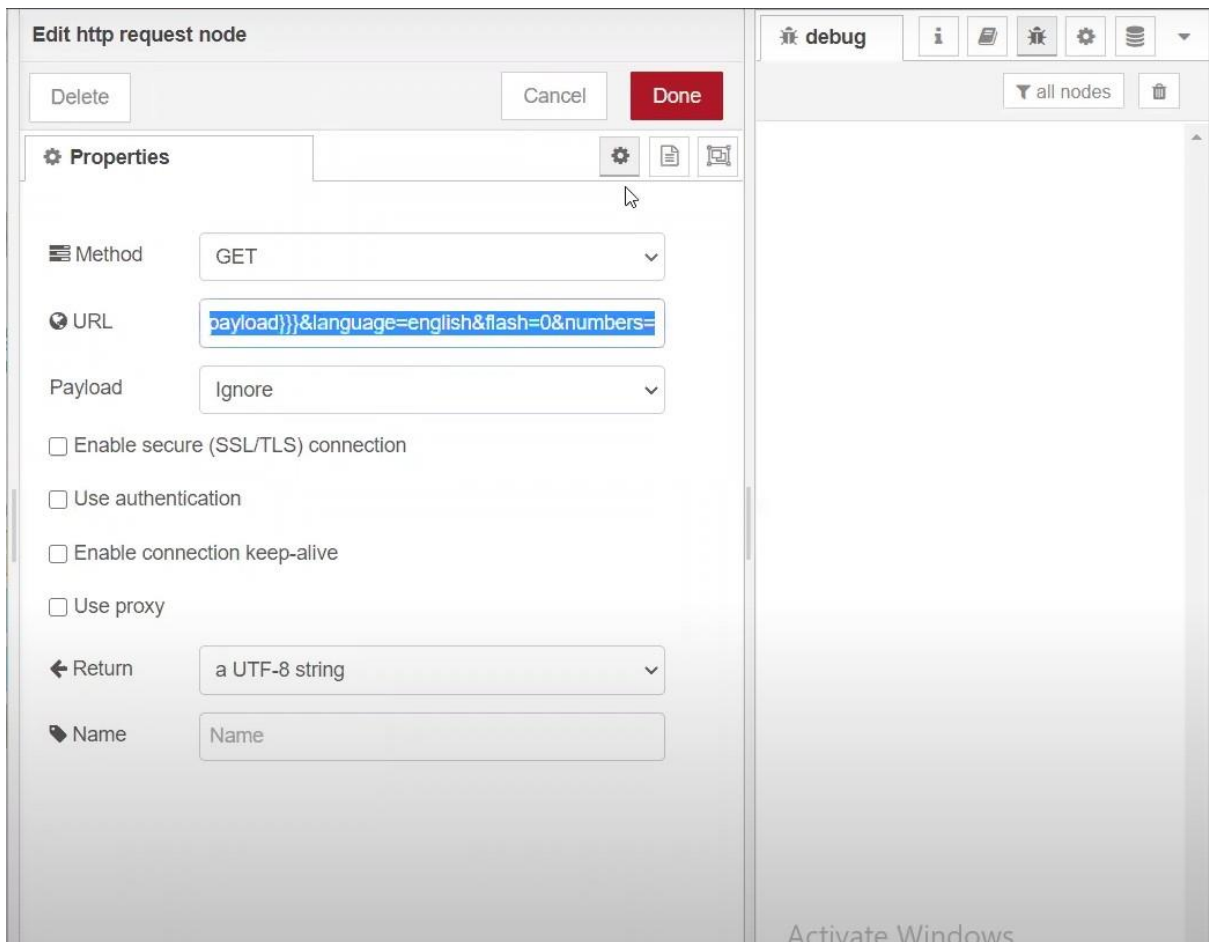 Edit http request node
debug
Delete
Cancel
Done
all nodes
Properties
Method
GET
URL
payload}}}&language=english&flash=0&numbers=
Payload
Ignore
Enable secure (SSL/TLS) connection
Use authentication
Enable connection keep-alive
Use proxy
Return
a UTF-8 string
Name
Name
Activate Windows